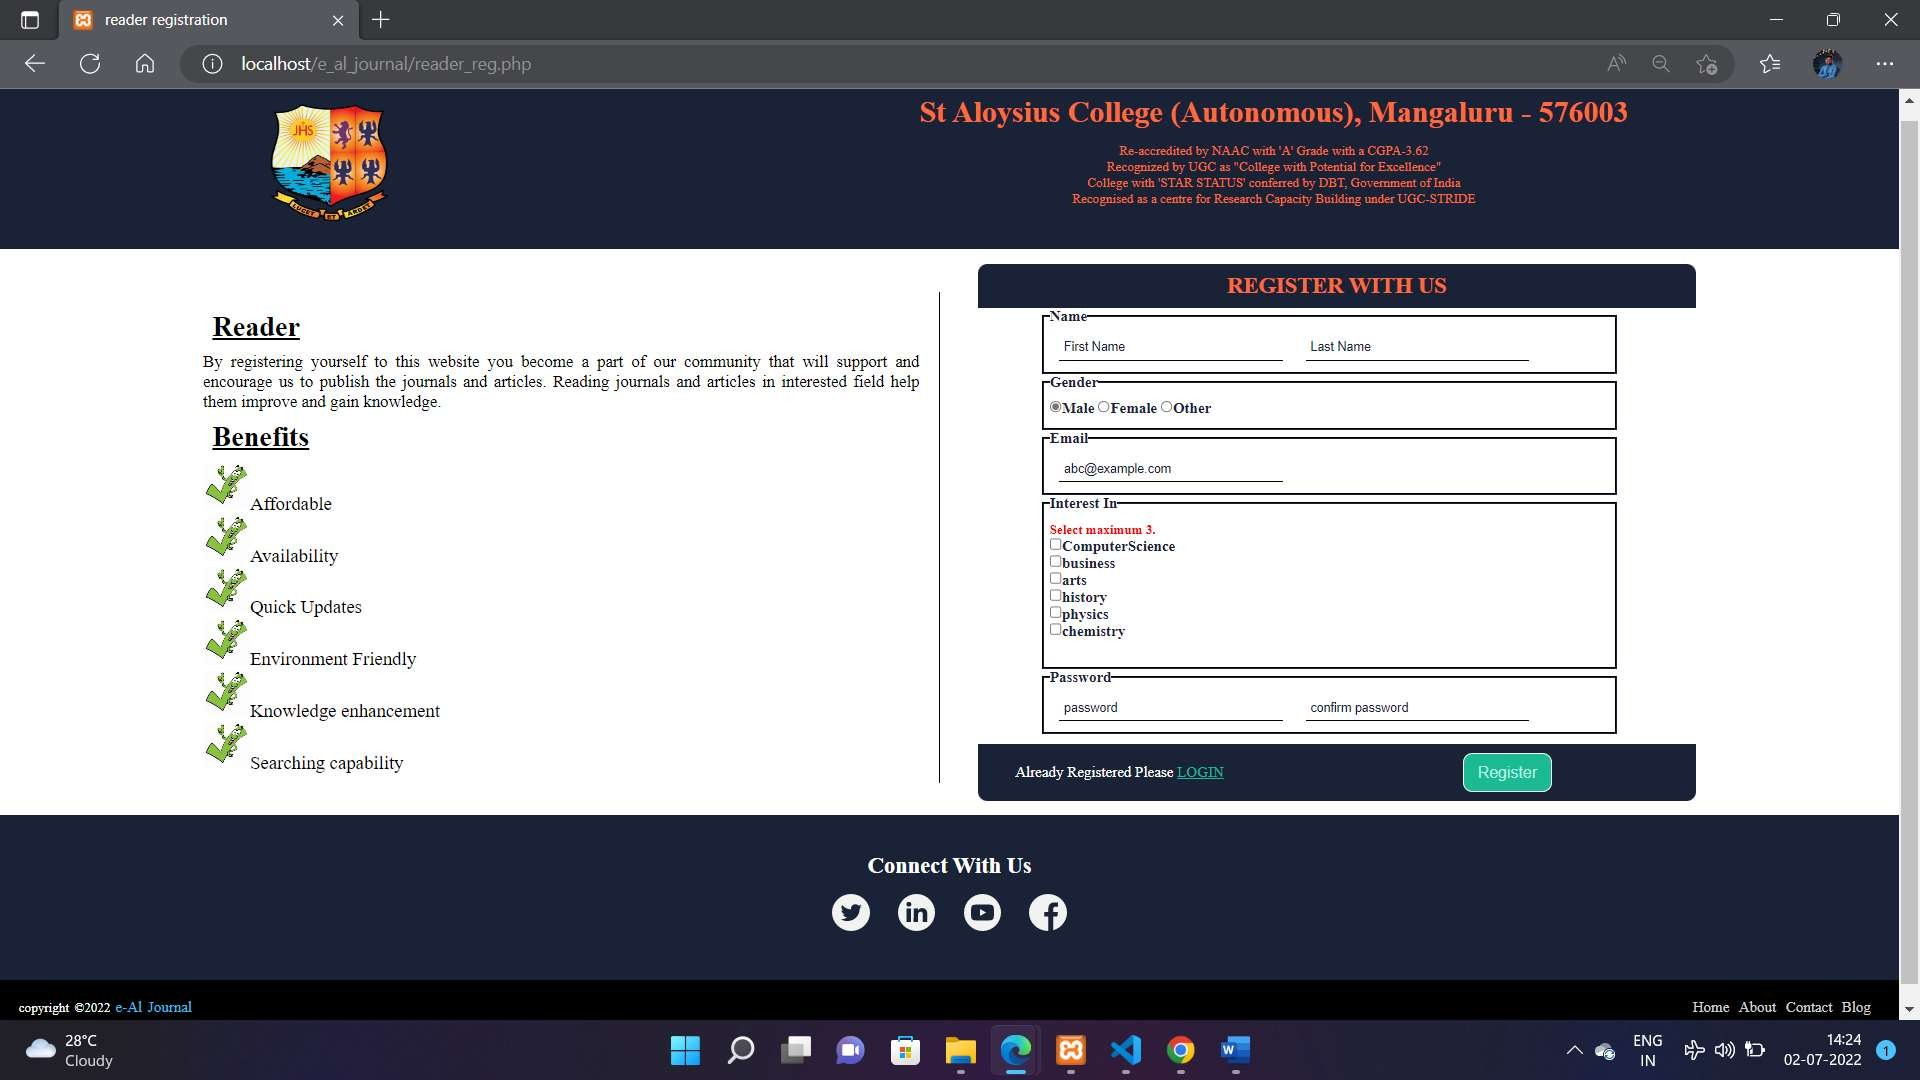 reader registration
localhost/e_al_journal/reader_reg.php
JHS
LUCET ET ARDET
St Aloysius College (Autonomous), Mangaluru - 576003
Re-accredited by NAAC with 'A' Grade with a CGPA-3.62
Recognized by UGC as "College with Potential for Excellence"
College with 'STAR STATUS' conferred by DBT, Government of India
Recognised as a centre for Research Capacity Building under UGC-STRIDE
Reader
By registering yourself to this website you become a part of our community that will support and
encourage us to publish the journals and articles. Reading journals and articles in interested field help
them improve and gain knowledge.
Benefits
Affordable
Availability
Quick Updates
Environment Friendly
Knowledge enhancement
Searching capability
REGISTER WITH US
Name
First Name Last Name
Gender
Male Female Other
Email
abc@example.com
Interest In
Select maximum 3.
ComputerScience
business
arts
history
physics
chemistry
Password
password confirm password
Already Registered Please LOGIN Register
Connect With Us
copyright ©2022 e-Al Journal
Home About Contact Blog
28°C
Cloudy
ENG
IN
14:24
02-07-2022
1